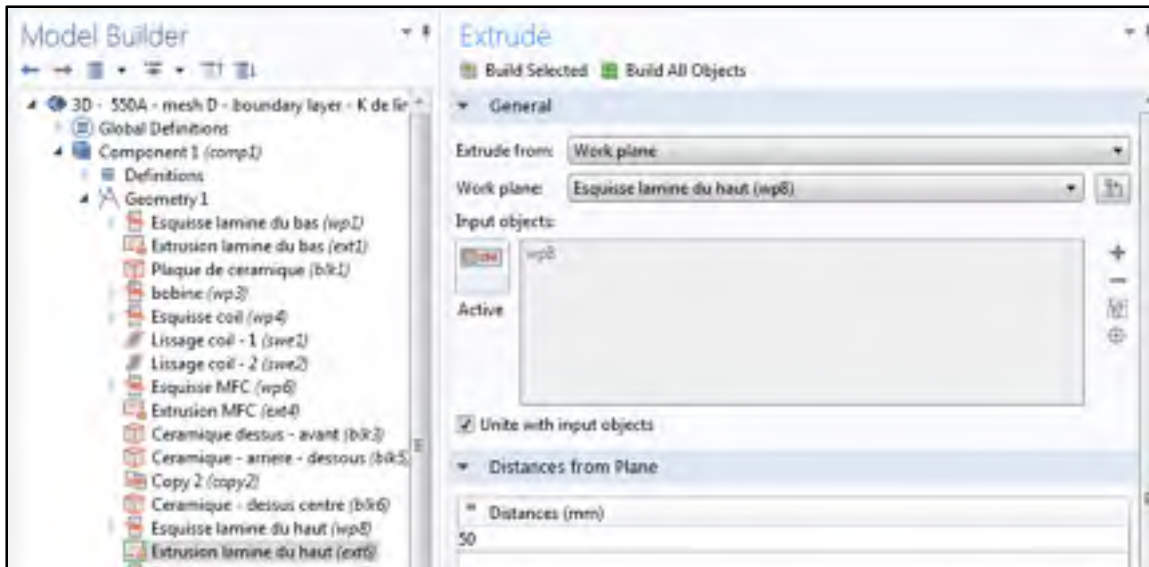 Model Builder
3D - 550A - mesh D - boundary layer - K de lir
Global Definitions
Component 1 (comp1)
Definitions
Geometry 1
Esquisse lamine du bas (wp1)
Extrusion lamine du bas (ext1)
Plaque de ceramique (blk1)
bobine (wp3)
Esquisse coil (wp4)
Lissage coil - 1 (swe1)
Lissage coil - 2 (swe2)
Esquisse MFC (wp6)
Extrusion MFC (ext4)
Ceramique dessus - avant (blk3)
Ceramique - arriere - dessous (blk5)
Copy 2 (copy2)
Ceramique - dessus centre (blk6)
Esquisse lamine du haut (wp8)
Extrusion lamine du haut (ext6)
Extrude
Build Selected Build All Objects
General
Extrude from: Work plane
Work plane: Esquisse lamine du haut (wp8)
Input objects:
wp8
Active
Unite with input objects
Distances from Plane
Distances (mm)
50